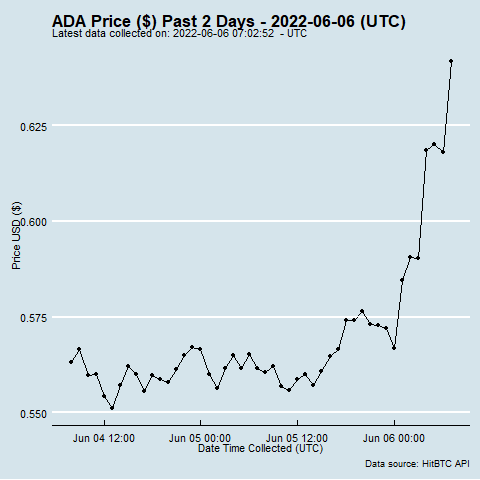 ADA Price ($) Past 2 Days - 2022-06-06 (UTC)
Latest data collected on: 2022-06-06 07:02:52 - UTC
0.625
0.600
0.575
0.550
Price USD ($)
Jun 04 12:00 Jun 05 00:00 Jun 05 12:00 Jun 06 00:00
Date Time Collected (UTC)
Data source: HitBTC API